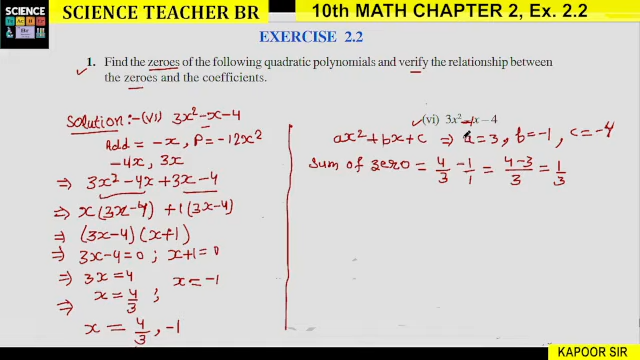 SCIENCE
SCIENCE TEACHER BR
10th MATH CHAPTER 2, Ex. 2.2
EXERCISE 2.2
1. Find the zeroes of the following quadratic polynomials and verify the relationship between
the zeroes and the coefficients.
Solution:-(vi) 3x²-x-4
Add = -x, P=-12x²
-4x, 3x
⇒ 3x²-4x+3x-4
⇒ x(3x-4) +1(3x-4)
⇒ (3x-4)(x+1)
⇒ 3x-4=0 ; x+1=0
⇒ 3x=4 x=-1
⇒ x=4/3 ;
x = 4/3, -1
(vi) 3x² - x - 4
ax²+bx+c ⇒ a=3, b=-1, c=-4
Sum of zero = 4/3 - 1/1 = 4-3/3 = 1/3
KAPOOR SIR